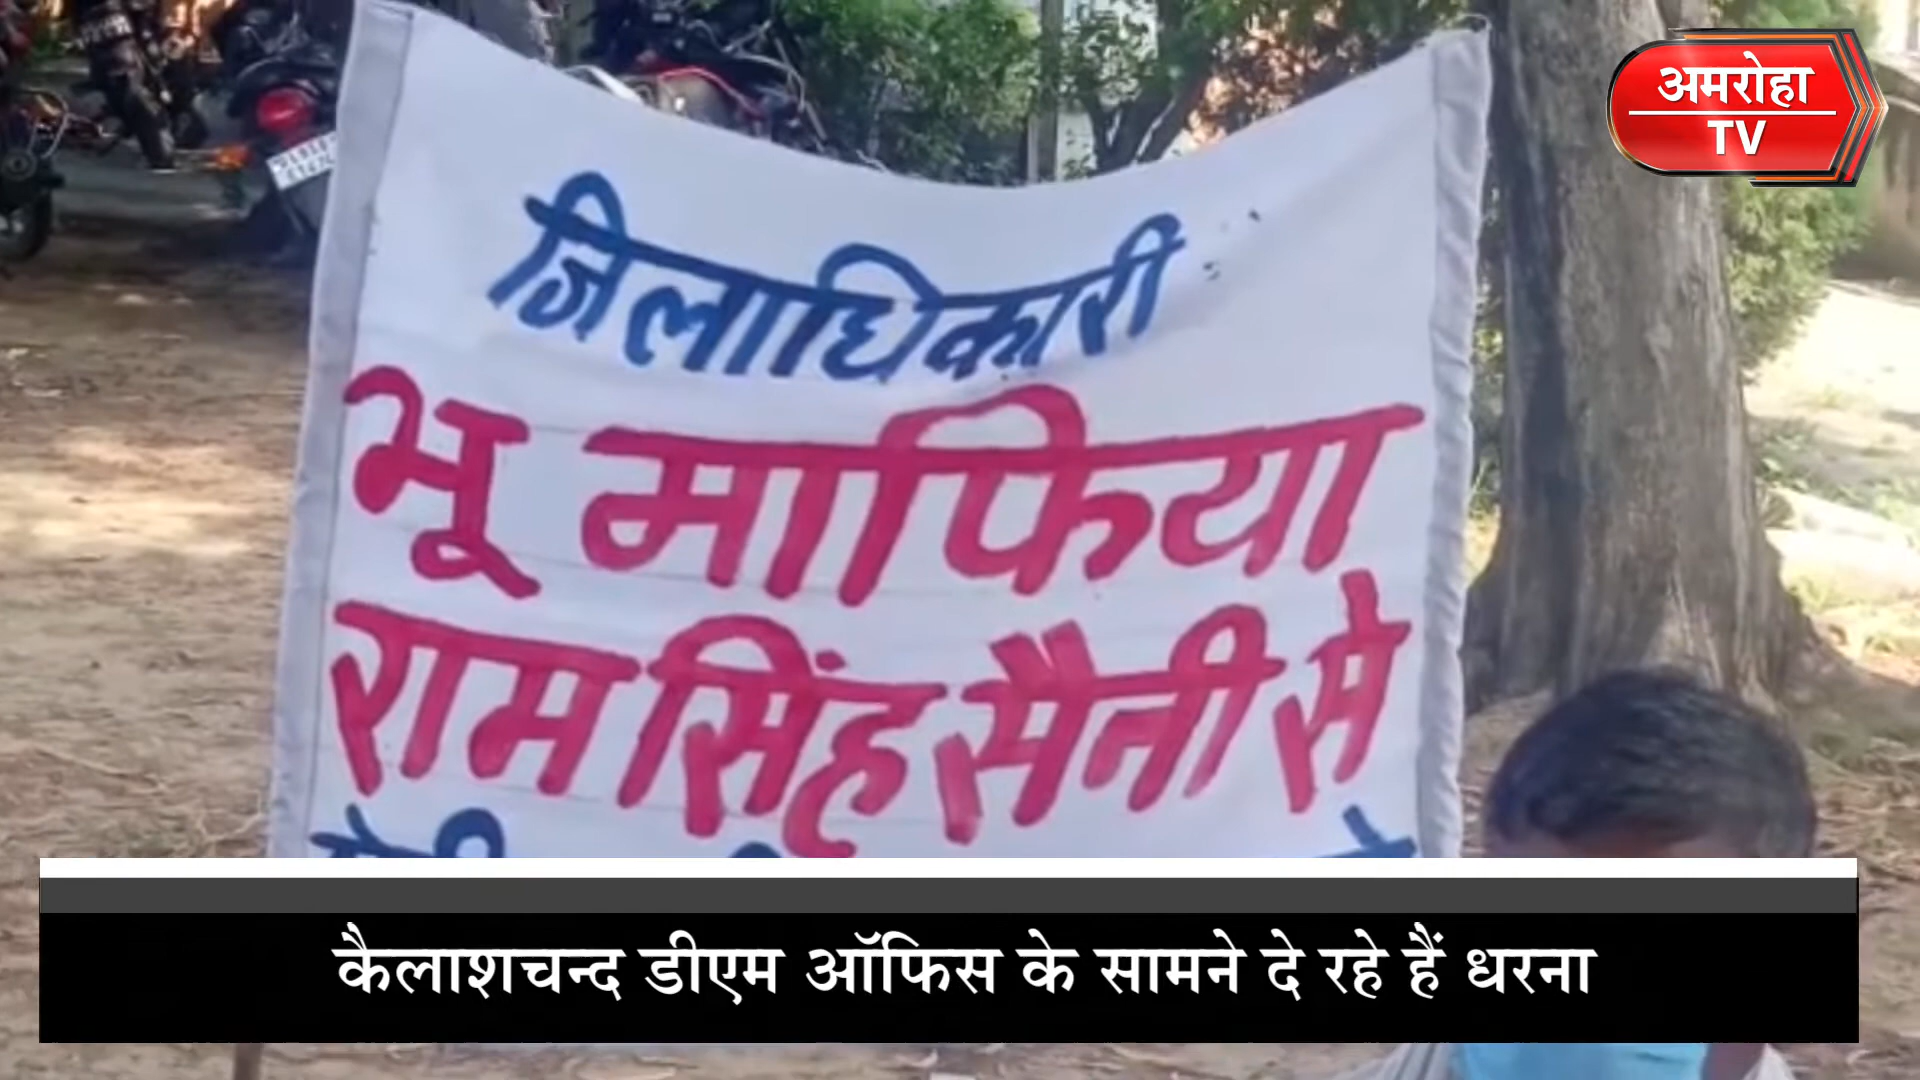 अमरोहा
TV
जिलाधिकारी
भू माफिया
राम सिंह सैनी से
कैलाशचन्द डीएम ऑफिस के सामने दे रहे हैं धरना